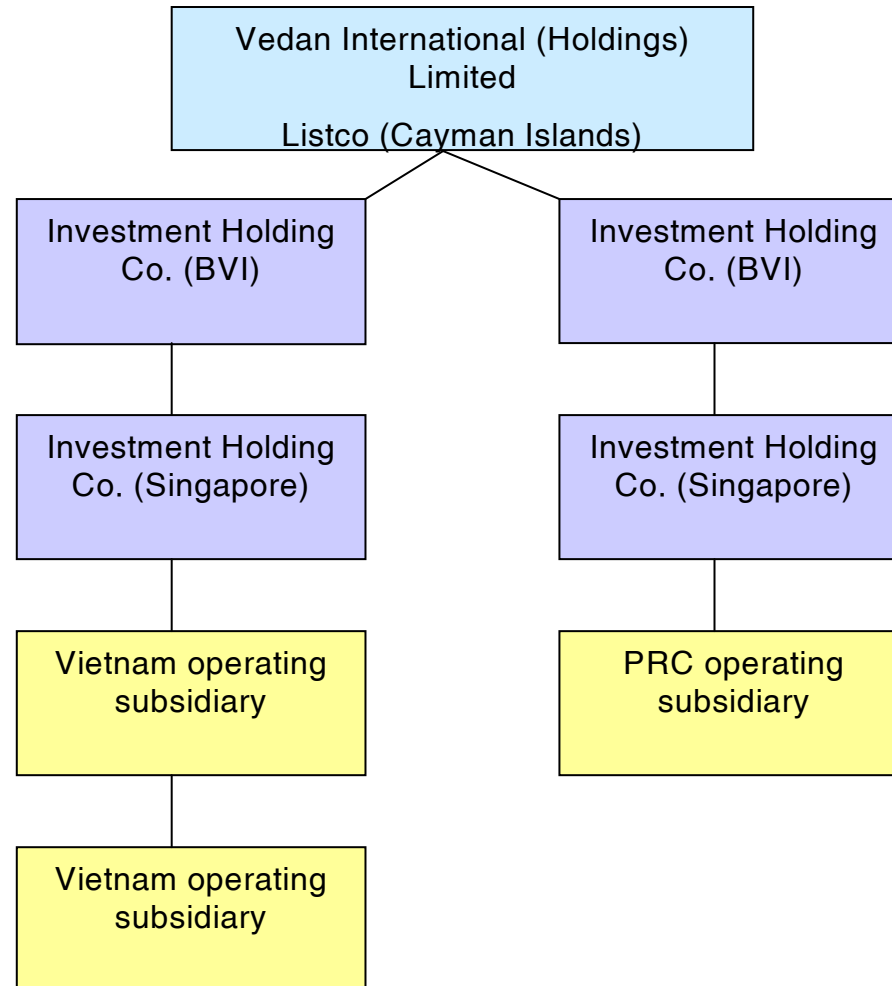 Vedan International (Holdings)
Limited
Listco (Cayman Islands)
Investment Holding
Co. (BVI)
Investment Holding
Co. (BVI)
Investment Holding
Co. (Singapore)
Investment Holding
Co. (Singapore)
Vietnam operating
subsidiary
PRC operating
subsidiary
Vietnam operating
subsidiary